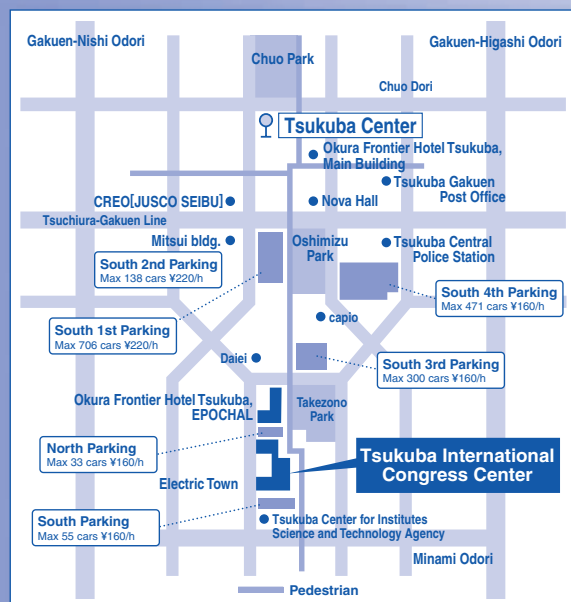 Gakuen-Nishi Odori
Gakuen-Higashi Odori
Chuo Park
Chuo Dori
Tsukuba Center
Okura Frontier Hotel Tsukuba,
Main Building
Tsukuba Gakuen
Post Office
CREO[JUSCO SEIBU]
Nova Hall
Tsuchiura-Gakuen Line
Mitsui bldg.
Oshimizu
Park
Tsukuba Central
Police Station
South 2nd Parking
Max 138 cars ¥220/h
South 4th Parking
Max 471 cars ¥160/h
South 1st Parking
Max 706 cars ¥220/h
capio
Daiei
South 3rd Parking
Max 300 cars ¥160/h
Okura Frontier Hotel Tsukuba,
EPOCHAL
Takezono
Park
North Parking
Max 33 cars ¥160/h
Tsukuba International
Congress Center
Electric Town
South Parking
Max 55 cars ¥160/h
Tsukuba Center for Institutes
Science and Technology Agency
Minami Odori
Pedestrian